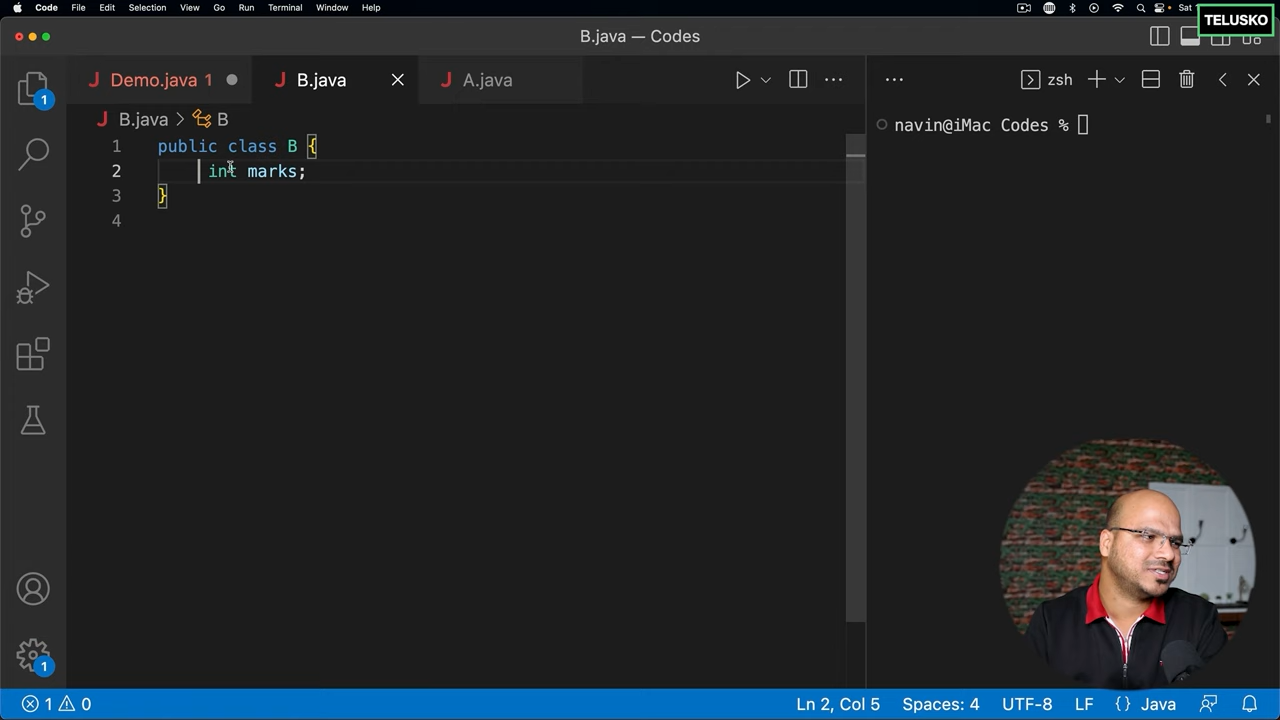 Code File Edit Selection View Go Run Terminal Window Help Sat
TELUSKO
B.java — Codes
Demo.java 1 B.java A.java zsh
B.java > B
navin@iMac Codes %
1 public class B {
2 int marks;
3 }
4
1
1
1 0 Ln 2, Col 5 Spaces: 4 UTF-8 LF {} Java